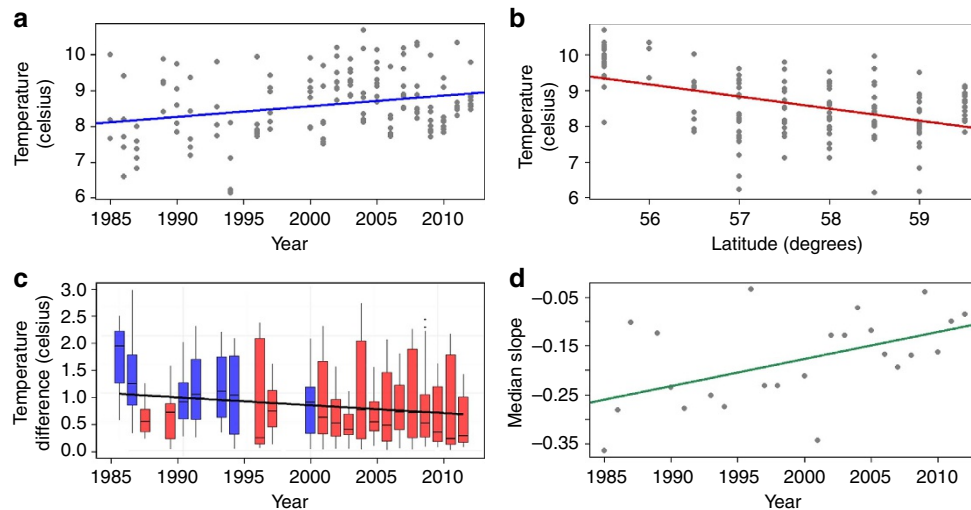 a
Temperature
(celsius)
10
9
8
7
6
1985 1990 1995 2000 2005 2010
Year
b
Temperature
(celsius)
10
9
8
7
6
56 57 58 59
Latitude (degrees)
c
Temperature
difference (celsius)
3.0
2.5
2.0
1.5
1.0
0.5
0.0
1985 1990 1995 2000 2005 2010
Year
d
Median slope
−0.05
−0.15
−0.25
−0.35
1985 1990 1995 2000 2005 2010
Year